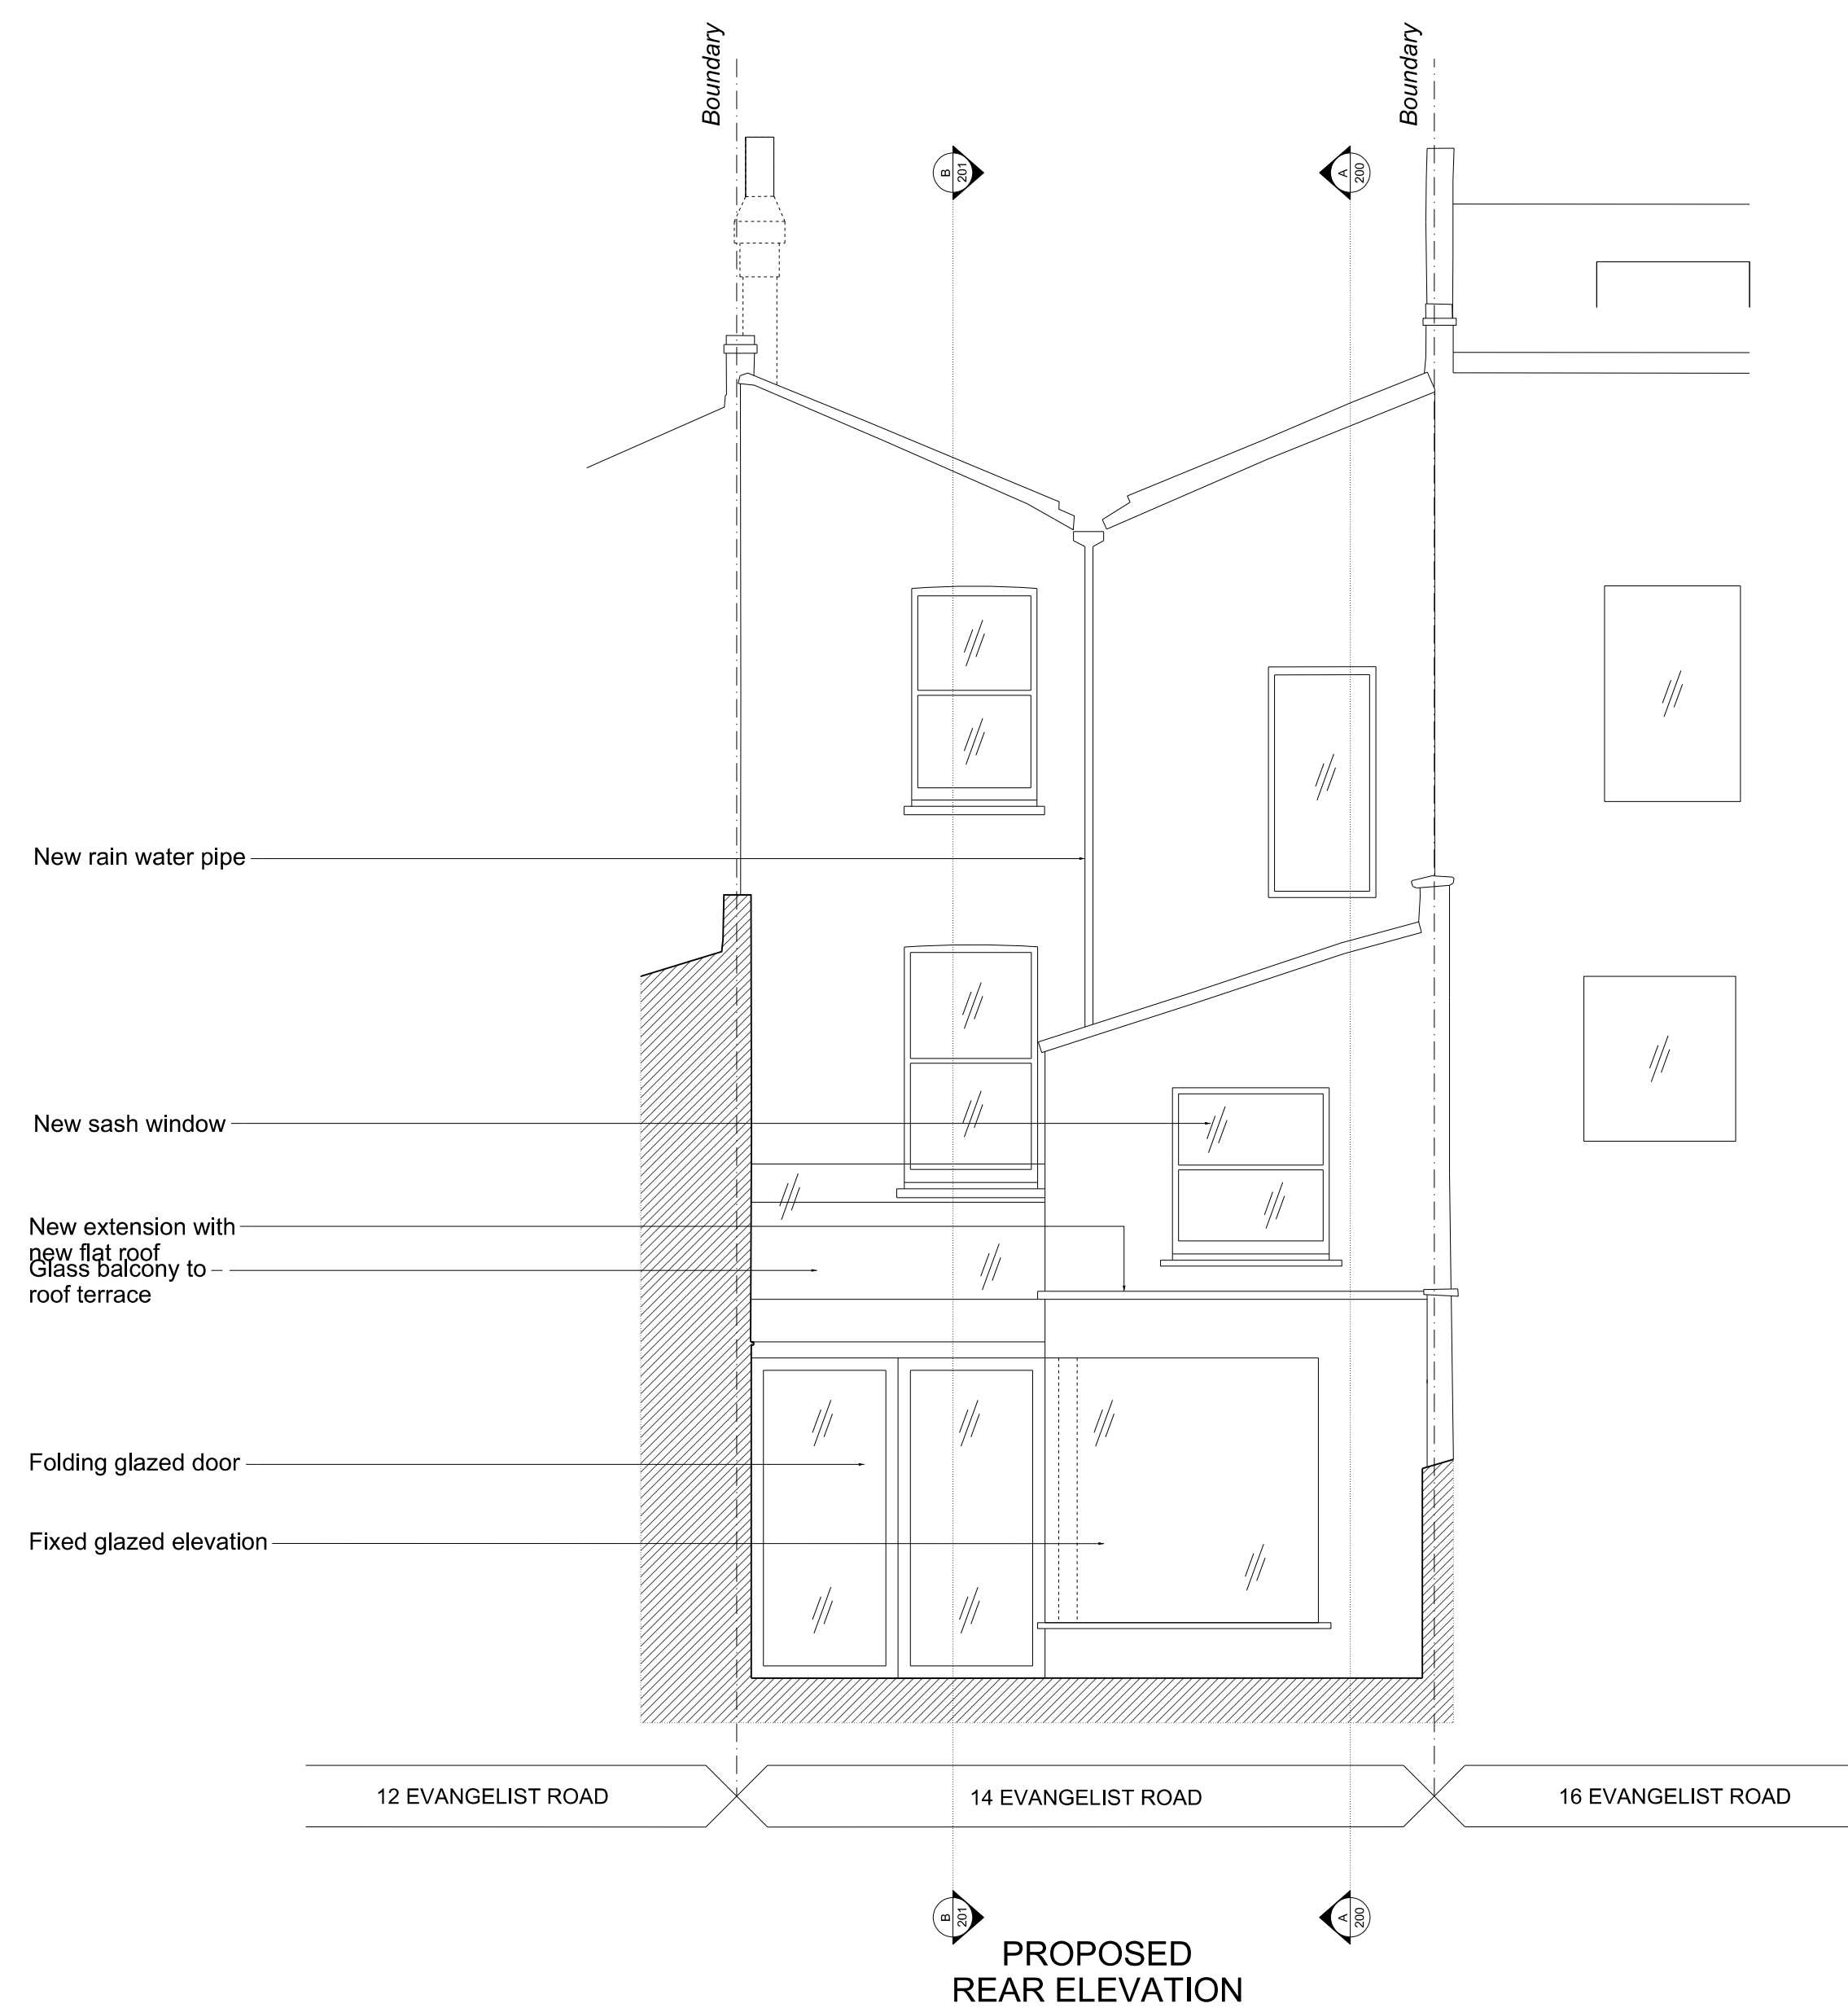 Boundary
Boundary
B
201
A
200
New rain water pipe
New sash window
New extension with
new flat roof
Glass balcony to
roof terrace
Folding glazed door
Fixed glazed elevation
12 EVANGELIST ROAD
14 EVANGELIST ROAD
16 EVANGELIST ROAD
B
201
A
200
PROPOSED
REAR ELEVATION